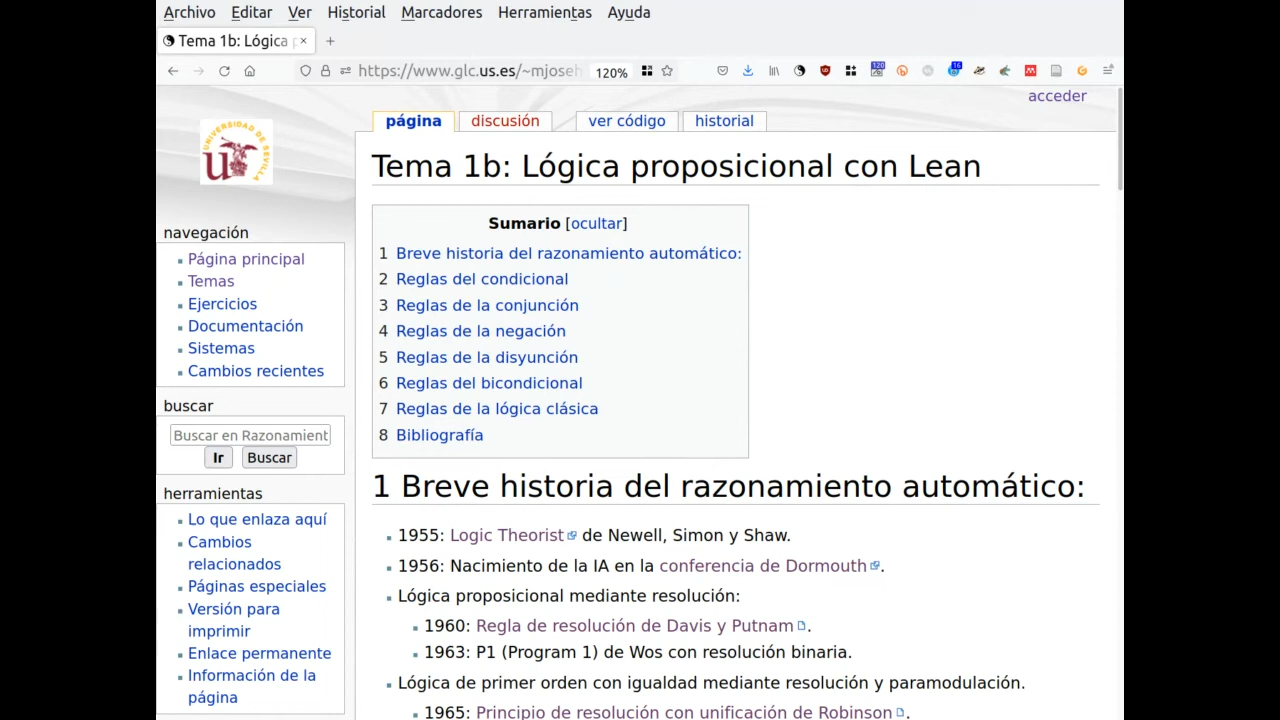 Archivo Editar Ver Historial Marcadores Herramientas Ayuda
Tema 1b: Lógica
https://www.glc.us.es/~mjoseh 120%
120
16
acceder
página discusión ver código historial
UNIVERSIDAD DE SEVILLA
Tema 1b: Lógica proposicional con Lean
Sumario [ocultar]
1 Breve historia del razonamiento automático:
2 Reglas del condicional
3 Reglas de la conjunción
4 Reglas de la negación
5 Reglas de la disyunción
6 Reglas del bicondicional
7 Reglas de la lógica clásica
8 Bibliografía
navegación
Página principal
Temas
Ejercicios
Documentación
Sistemas
Cambios recientes
buscar
Buscar en Razonamient
Ir Buscar
herramientas
Lo que enlaza aquí
Cambios
relacionados
Páginas especiales
Versión para
imprimir
Enlace permanente
Información de la
página
1 Breve historia del razonamiento automático:
1955: Logic Theorist de Newell, Simon y Shaw.
1956: Nacimiento de la IA en la conferencia de Dormouth.
Lógica proposicional mediante resolución:
1960: Regla de resolución de Davis y Putnam.
1963: P1 (Program 1) de Wos con resolución binaria.
Lógica de primer orden con igualdad mediante resolución y paramodulación.
1965: Principio de resolución con unificación de Robinson.